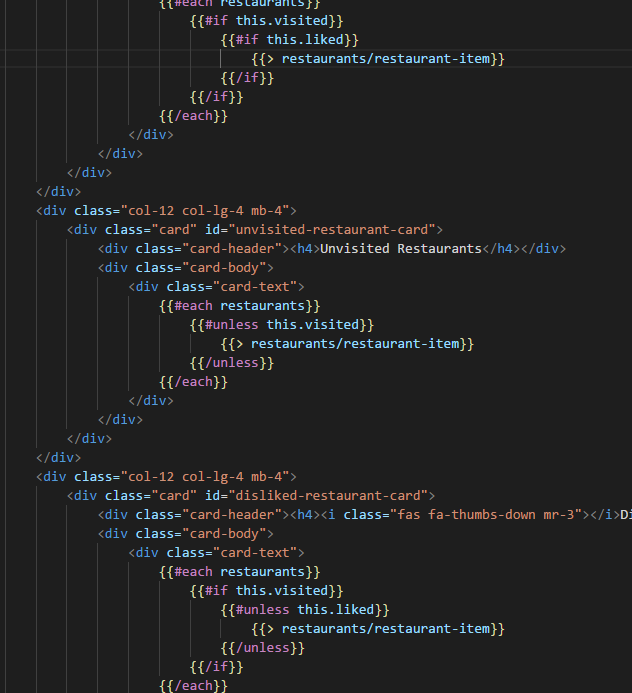 {{#each restaurants}}
{{#if this.visited}}
{{#if this.liked}}
{{> restaurants/restaurant-item}}
{{/if}}
{{/if}}
{{/each}}
</div>
</div>
</div>
</div>
<div class="col-12 col-lg-4 mb-4">
<div class="card" id="unvisited-restaurant-card">
<div class="card-header"><h4>Unvisited Restaurants</h4></div>
<div class="card-body">
<div class="card-text">
{{#each restaurants}}
{{#unless this.visited}}
{{> restaurants/restaurant-item}}
{{/unless}}
{{/each}}
</div>
</div>
</div>
</div>
<div class="col-12 col-lg-4 mb-4">
<div class="card" id="disliked-restaurant-card">
<div class="card-header"><h4><i class="fas fa-thumbs-down mr-3"></i>Di
<div class="card-body">
<div class="card-text">
{{#each restaurants}}
{{#if this.visited}}
{{#unless this.liked}}
{{> restaurants/restaurant-item}}
{{/unless}}
{{/if}}
{{/each}}